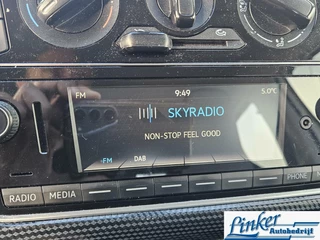 FM 9:49 5.0°C
SKYRADIO
NON-STOP FEEL GOOD
FM DAB
RADIO MEDIA PHONE
Linker
Autobedrijf